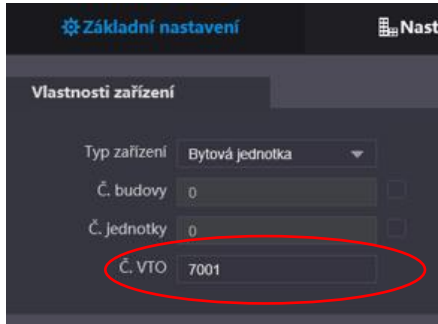 Základní nastavení
Nast
Vlastnosti zařízení
Typ zařízení Bytová jednotka
Č. budovy 0
Č. jednotky 0
Č. VTO 7001